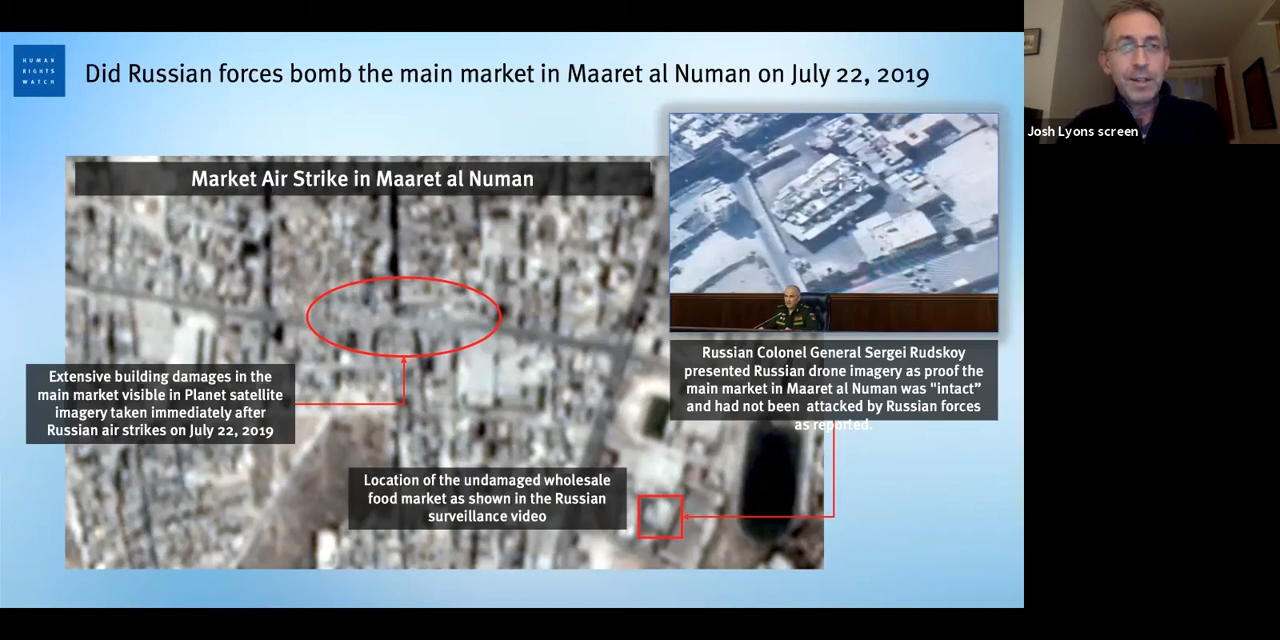 HUMAN
RIGHTS
WATCH
Did Russian forces bomb the main market in Maaret al Numan on July 22, 2019
Josh Lyons screen
Market Air Strike in Maaret al Numan
Russian Colonel General Sergei Rudskoy
presented Russian drone imagery as proof the
main market in Maaret al Numan was "intact”
and had not been attacked by Russian forces
as reported.
Extensive building damages in the
main market visible in Planet satellite
imagery taken immediately after
Russian air strikes on July 22, 2019
Location of the undamaged wholesale
food market as shown in the Russian
surveillance video